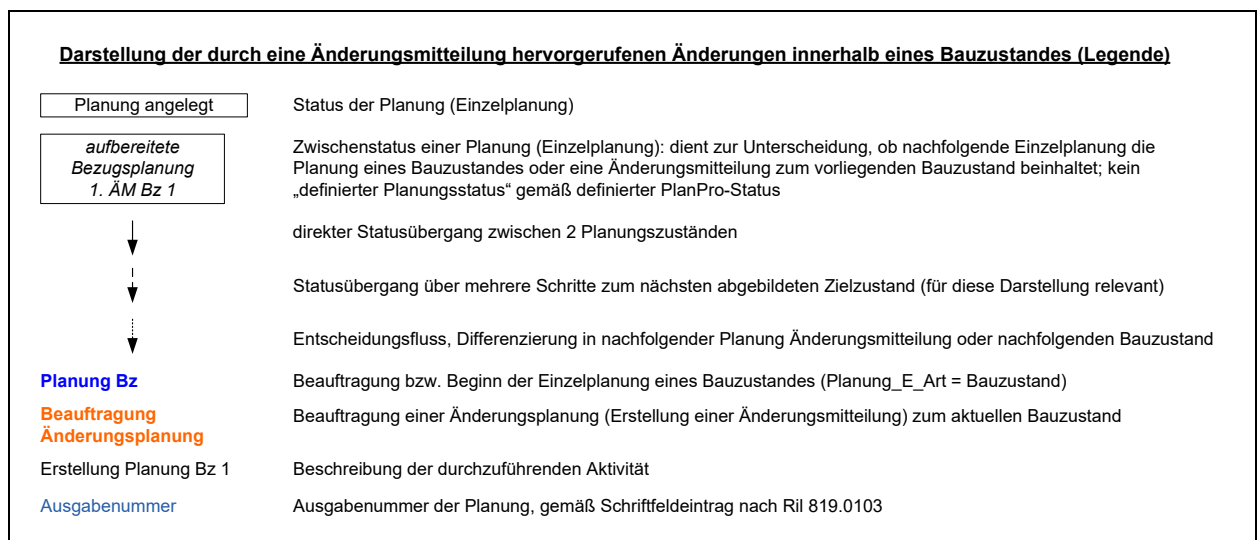 Darstellung der durch eine Änderungsmitteilung hervorgerufenen Änderungen innerhalb eines Bauzustandes (Legende)
Planung angelegt
Status der Planung (Einzelplanung)
aufbereitete
Bezugsplanung
1. ÄM Bz 1
Zwischenstatus einer Planung (Einzelplanung): dient zur Unterscheidung, ob nachfolgende Einzelplanung die
Planung eines Bauzustandes oder eine Änderungsmitteilung zum vorliegenden Bauzustand beinhaltet; kein
„definierter Planungsstatus“ gemäß definierter PlanPro-Status
direkter Statusübergang zwischen 2 Planungszuständen
Statusübergang über mehrere Schritte zum nächsten abgebildeten Zielzustand (für diese Darstellung relevant)
Entscheidungsfluss, Differenzierung in nachfolgender Planung Änderungsmitteilung oder nachfolgenden Bauzustand
Planung Bz
Beauftragung bzw. Beginn der Einzelplanung eines Bauzustandes (Planung_E_Art = Bauzustand)
Beauftragung
Änderungsplanung
Beauftragung einer Änderungsplanung (Erstellung einer Änderungsmitteilung) zum aktuellen Bauzustand
Erstellung Planung Bz 1
Beschreibung der durchzuführenden Aktivität
Ausgabenummer
Ausgabenummer der Planung, gemäß Schriftfeldeintrag nach Ril 819.0103